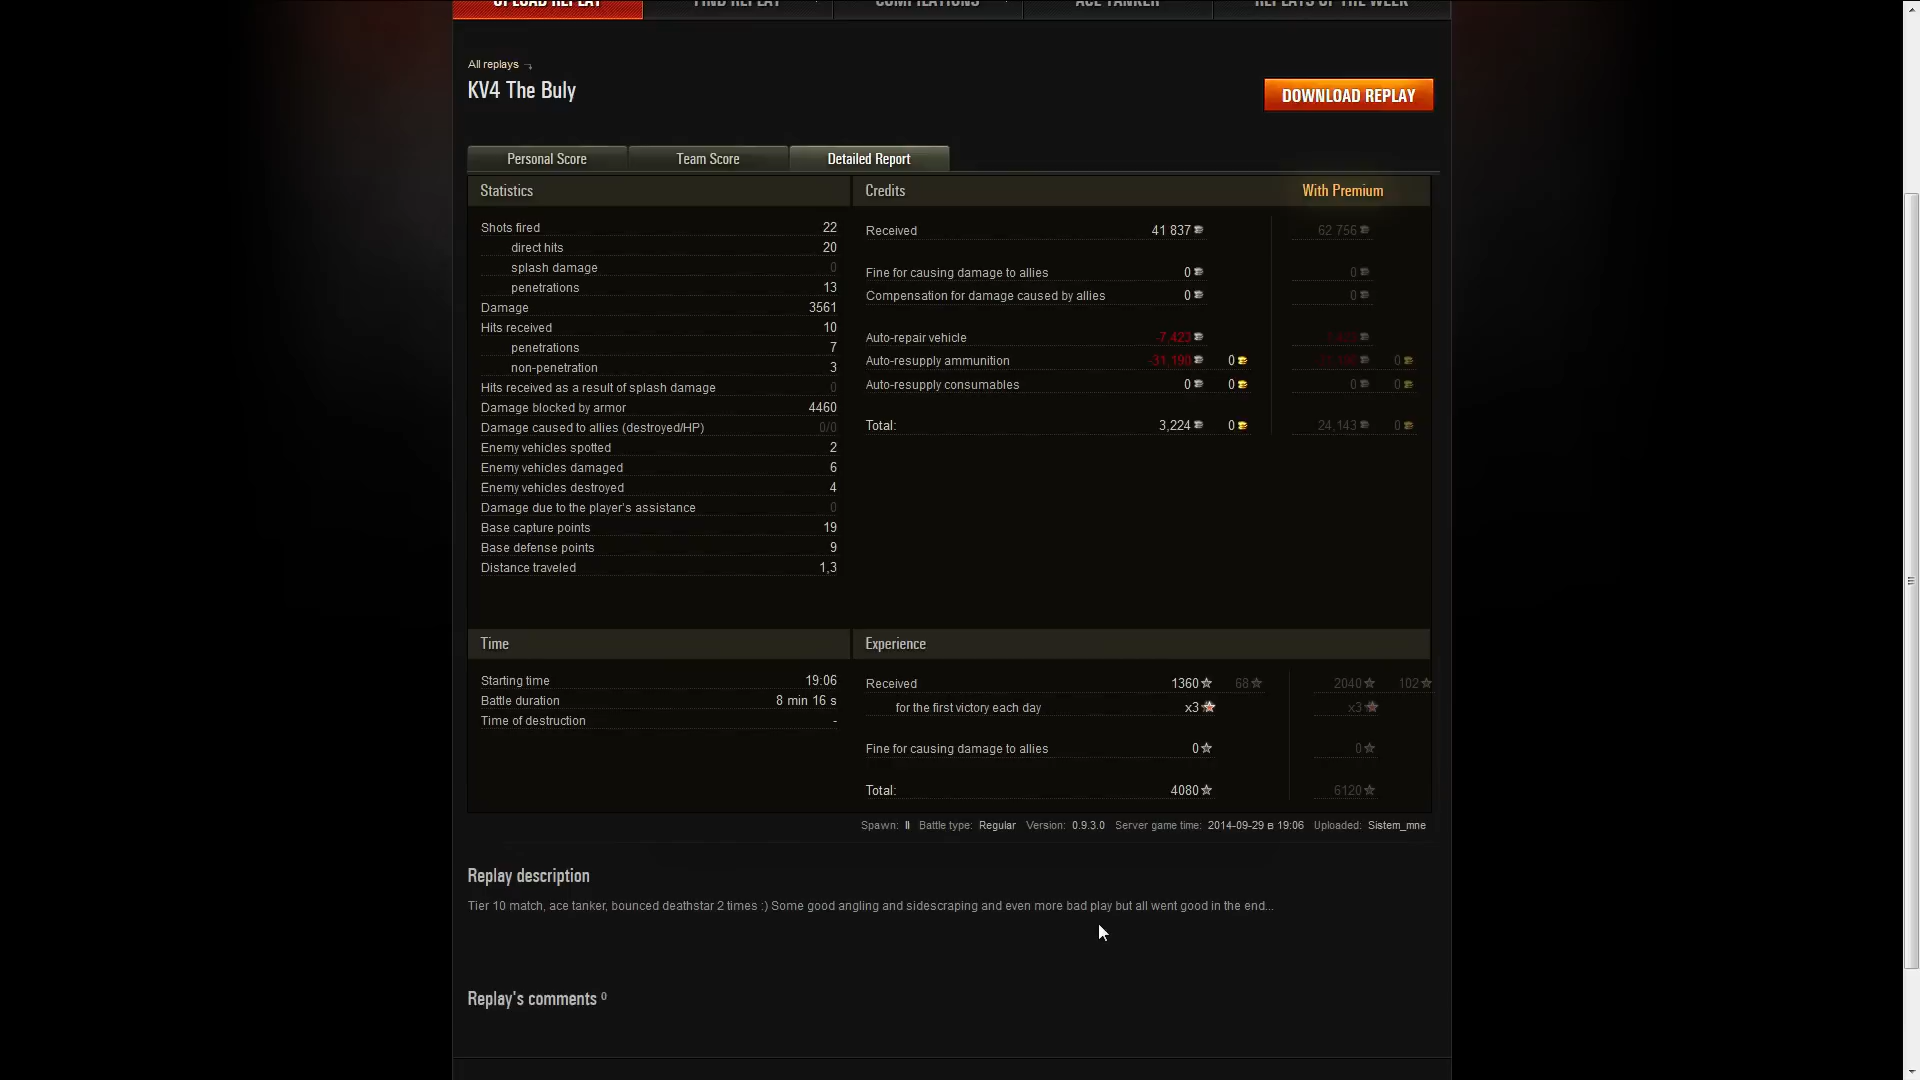 UPLOAD REPLAY FIND REPLAY COMPILATIONS ACE TANKER REPLAYS OF THE WEEK
All replays
KV4 The Buly
DOWNLOAD REPLAY
Personal Score Team Score Detailed Report
Statistics Credits With Premium
Shots fired 22
direct hits 20
splash damage 0
penetrations 13
Damage 3561
Hits received 10
penetrations 7
non-penetration 3
Hits received as a result of splash damage 0
Damage blocked by armor 4460
Damage caused to allies (destroyed/HP) 0/0
Enemy vehicles spotted 2
Enemy vehicles damaged 6
Enemy vehicles destroyed 4
Damage due to the player's assistance 0
Base capture points 19
Base defense points 9
Distance traveled 1,3
Received 41 837 62 756
Fine for causing damage to allies 0 0
Compensation for damage caused by allies 0 0
Auto-repair vehicle -7,423
Auto-resupply ammunition -31,190 0 0
Auto-resupply consumables 0 0 0 0
Total: 3,224 0 24,143 0
Time Experience
Starting time 19:06
Battle duration 8 min 16 s
Time of destruction -
Received 1360 68 2040 102
for the first victory each day x3 x3
Fine for causing damage to allies 0 0
Total: 4080 6120
Spawn: II Battle type: Regular Version: 0.9.3.0 Server game time: 2014-09-29 в 19:06 Uploaded: Sistem_mne
Replay description
Tier 10 match, ace tanker, bounced deathstar 2 times :) Some good angling and sidescraping and even more bad play but all went good in the end...
Replay's comments 0